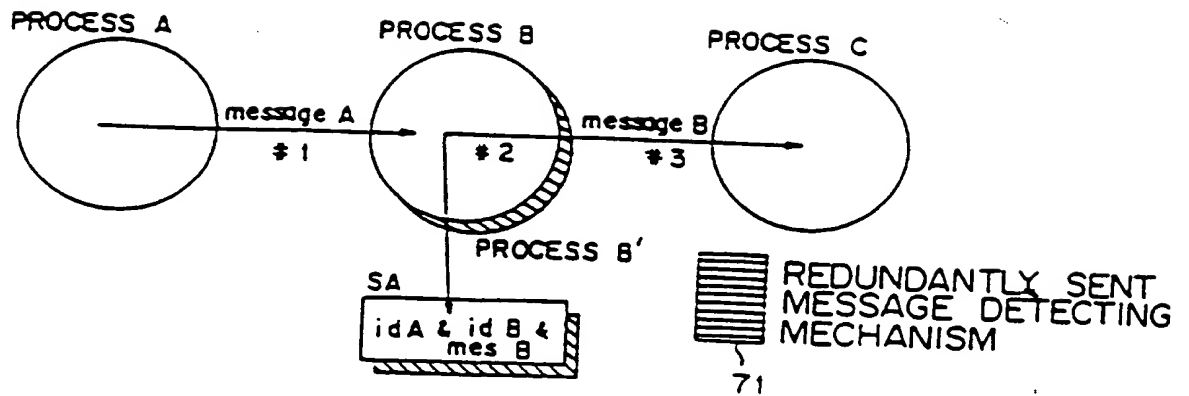 PROCESS A
PROCESS B
PROCESS C
message A
#1
#2
message B
#3
PROCESS B'
SA
idA & id B &
mes B
REDUNDANTLY SENT
MESSAGE DETECTING
MECHANISM
71